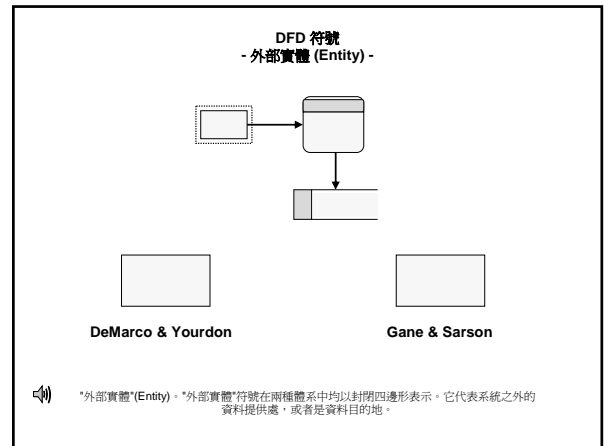 DFD 符號
- 外部實體 (Entity) -
DeMarco & Yourdon
Gane & Sarson
"外部實體"(Entity)。"外部實體"符號在兩種體系中均以封閉四邊形表示。它代表系統之外的
資料提供處，或者是資料目的地。